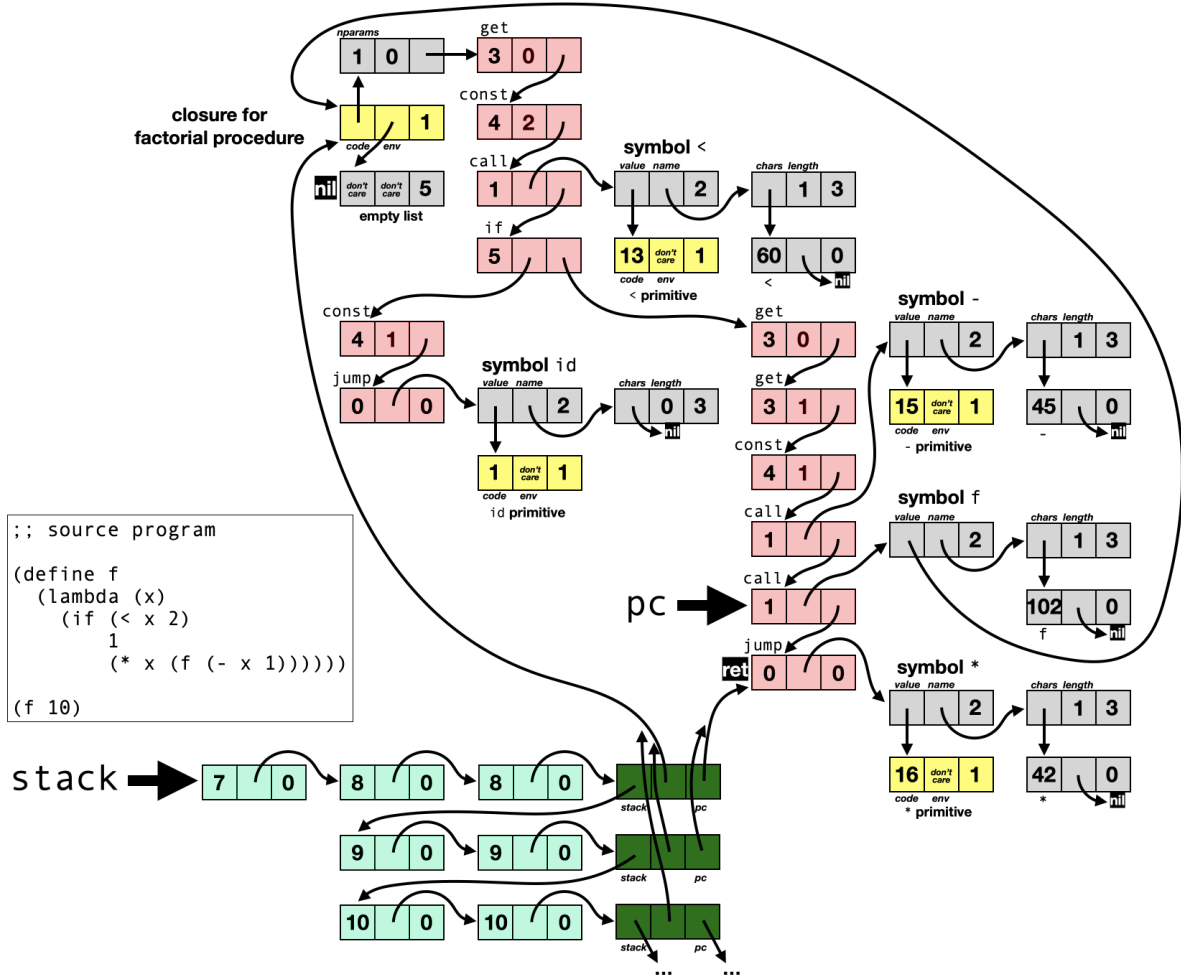 nparams
get
1 0
3 0
closure for
factorial procedure
const
1
code env
4 2
call
symbol <
value name
chars length
nil
don't care
don't care
5
empty list
1
2
1 3
if
5
13
don't care
1
code env
< primitive
60
0
<
nil
const
4 1
get
3 0
symbol -
value name
chars length
2
1 3
jump
0 0
symbol id
value name
chars length
2
0 3
nil
get
3 1
15
don't care
1
code env
- primitive
45
0
-
nil
const
4 1
1
don't care
1
code env
id primitive
call
1
symbol f
value name
chars length
2
1 3
;; source program
(define f
(lambda (x)
(if (< x 2)
1
(* x (f (- x 1))))))
(f 10)
pc
call
1
102
0
f
nil
jump
ret
0 0
symbol *
value name
chars length
2
1 3
stack
7 0
8 0
8 0
stack pc
16
don't care
1
code env
* primitive
42
0
*
nil
9 0
9 0
stack pc
10 0
10 0
stack pc
... ...